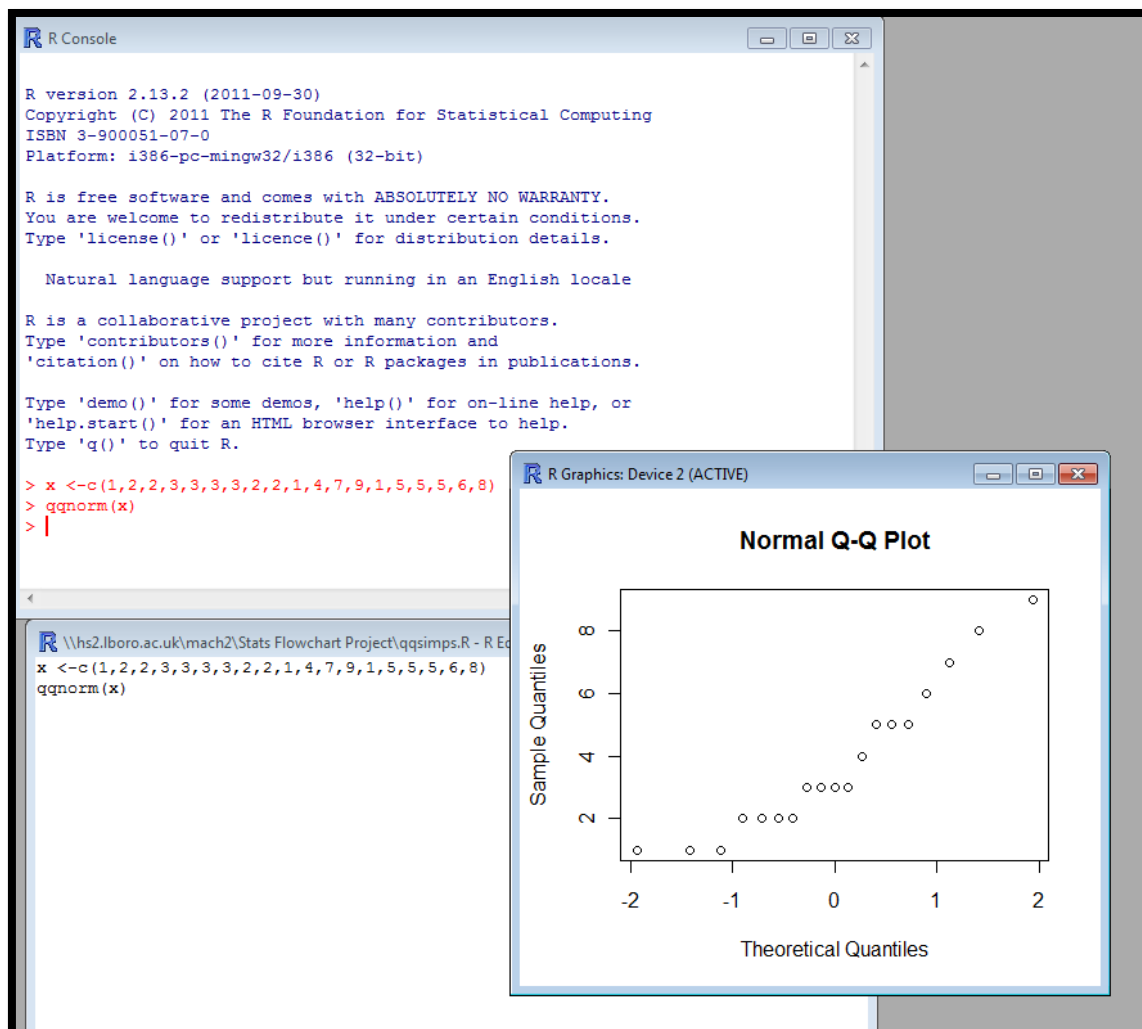 R Console
R version 2.13.2 (2011-09-30)
Copyright (C) 2011 The R Foundation for Statistical Computing
ISBN 3-900051-07-0
Platform: i386-pc-mingw32/i386 (32-bit)
R is free software and comes with ABSOLUTELY NO WARRANTY.
You are welcome to redistribute it under certain conditions.
Type 'license()' or 'licence()' for distribution details.
Natural language support but running in an English locale
R is a collaborative project with many contributors.
Type 'contributors()' for more information and
'citation()' on how to cite R or R packages in publications.
Type 'demo()' for some demos, 'help()' for on-line help, or
'help.start()' for an HTML browser interface to help.
Type 'q()' to quit R.
> x <-c(1,2,2,3,3,3,3,2,2,1,4,7,9,1,5,5,5,6,8)
> qqnorm(x)
>
\\hs2.lboro.ac.uk\mach2\Stats Flowchart Project\qqsimps.R - R Ed
x <-c(1,2,2,3,3,3,3,2,2,1,4,7,9,1,5,5,5,6,8)
qqnorm(x)
R Graphics: Device 2 (ACTIVE)
Normal Q-Q Plot
Sample Quantiles
8
6
4
2
-2 -1 0 1 2
Theoretical Quantiles